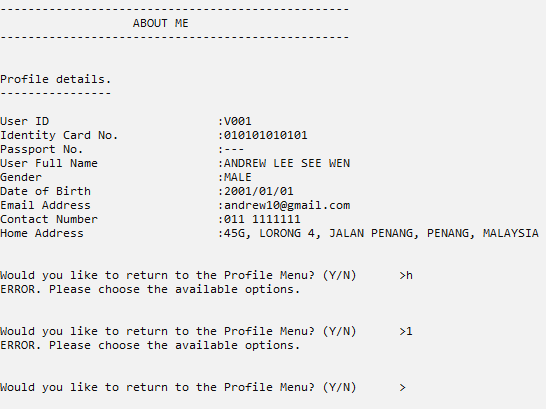 --------------------------------------------------
ABOUT ME
--------------------------------------------------
Profile details.
----------------
User ID :V001
Identity Card No. :010101010101
Passport No. :---
User Full Name :ANDREW LEE SEE WEN
Gender :MALE
Date of Birth :2001/01/01
Email Address :andrew10@gmail.com
Contact Number :011 1111111
Home Address :45G, LORONG 4, JALAN PENANG, PENANG, MALAYSIA
Would you like to return to the Profile Menu? (Y/N) >h
ERROR. Please choose the available options.
Would you like to return to the Profile Menu? (Y/N) >1
ERROR. Please choose the available options.
Would you like to return to the Profile Menu? (Y/N) >